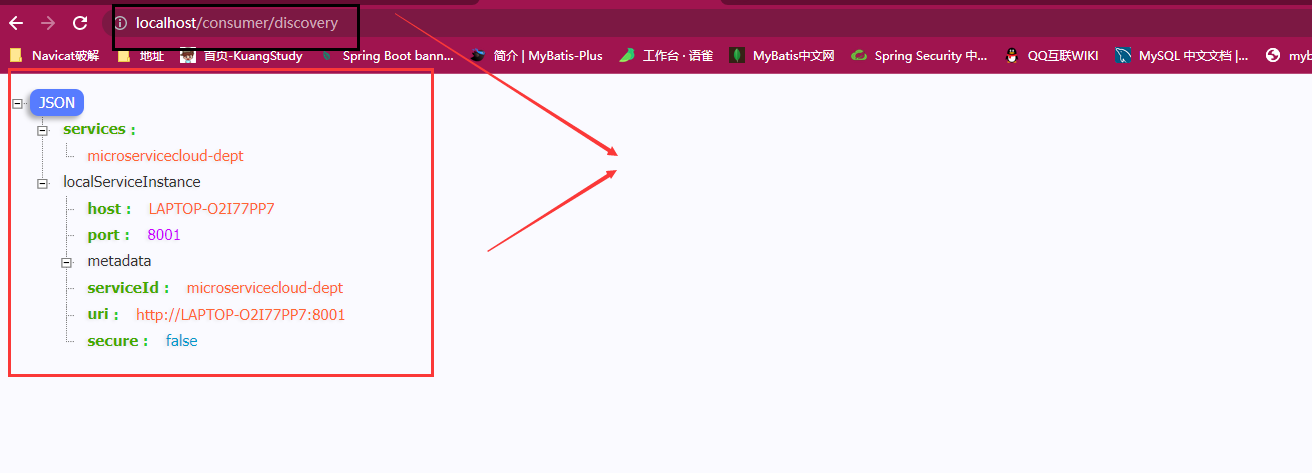 localhost/consumer/discovery
Navicat破解 地址 首页-KuangStudy Spring Boot bann... 简介 | MyBatis-Plus 工作台 · 语雀 MyBatis中文网 Spring Security 中... QQ互联WIKI MySQL 中文文档 |... myb
JSON
services :
microservicecloud-dept
localServiceInstance
host : LAPTOP-O2I77PP7
port : 8001
metadata
serviceId : microservicecloud-dept
uri : http://LAPTOP-O2I77PP7:8001
secure : false